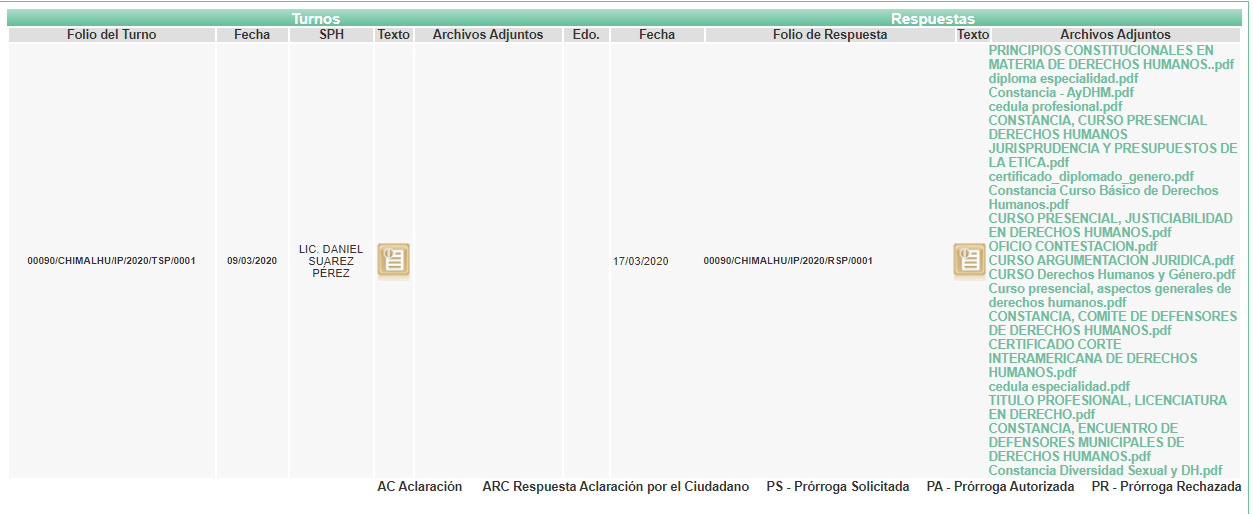 Turnos Respuestas
Folio del Turno Fecha SPH Texto Archivos Adjuntos Edo. Fecha Folio de Respuesta Texto Archivos Adjuntos
00090/CHIMALHU/IP/2020/TSP/0001 09/03/2020
LIC. DANIEL
SUAREZ
PÉREZ
17/03/2020 00090/CHIMALHU/IP/2020/RSP/0001
PRINCIPIOS CONSTITUCIONALES EN
MATERIA DE DERECHOS HUMANOS..pdf
diploma especialidad.pdf
Constancia - AyDHM.pdf
cedula profesional.pdf
CONSTANCIA, CURSO PRESENCIAL
DERECHOS HUMANOS
JURISPRUDENCIA Y PRESUPUESTOS DE
LA ETICA.pdf
certificado_diplomado_genero.pdf
Constancia Curso Básico de Derechos
Humanos.pdf
CURSO PRESENCIAL, JUSTICIABILIDAD
EN DERECHOS HUMANOS.pdf
OFICIO CONTESTACION.pdf
CURSO ARGUMENTACION JURIDICA.pdf
CURSO Derechos Humanos y Género.pdf
Curso presencial, aspectos generales de
derechos humanos.pdf
CONSTANCIA, COMITE DE DEFENSORES
DE DERECHOS HUMANOS.pdf
CERTIFICADO CORTE
INTERAMERICANA DE DERECHOS
HUMANOS.pdf
cedula especialidad.pdf
TITULO PROFESIONAL, LICENCIATURA
EN DERECHO.pdf
CONSTANCIA, ENCUENTRO DE
DEFENSORES MUNICIPALES DE
DERECHOS HUMANOS.pdf
Constancia Diversidad Sexual y DH.pdf
AC Aclaración ARC Respuesta Aclaración por el Ciudadano PS - Prórroga Solicitada PA - Prórroga Autorizada PR - Prórroga Rechazada